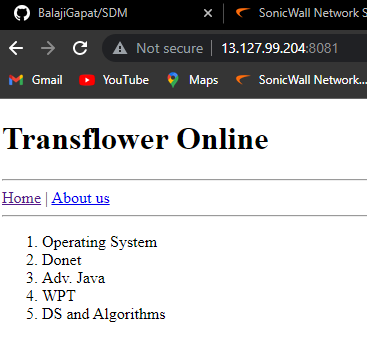 BalajiGapat/SDM
SonicWall Network S
Not secure | 13.127.99.204:8081
Gmail YouTube Maps SonicWall Network...
Transflower Online
Home | About us
1. Operating System
2. Donet
3. Adv. Java
4. WPT
5. DS and Algorithms